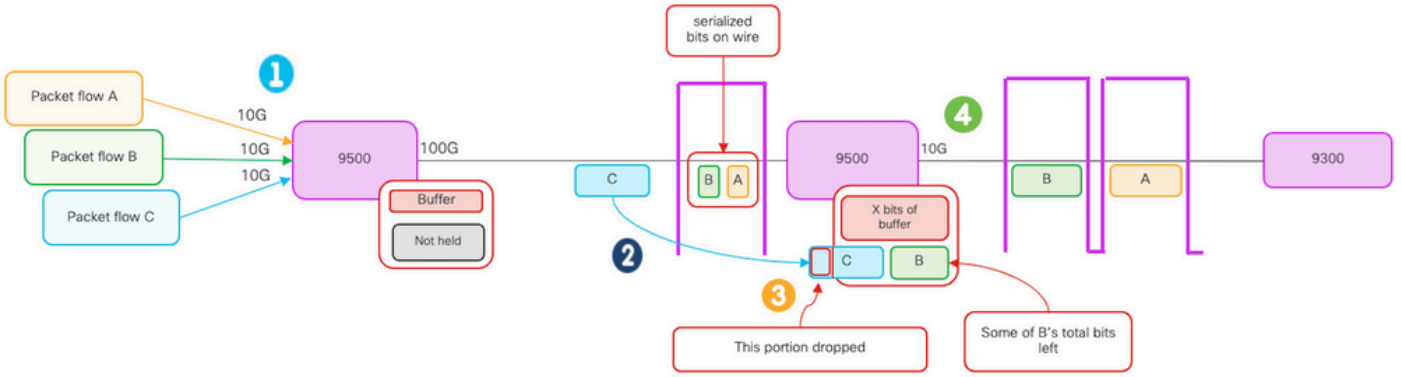 serialized
bits on wire
1
Packet flow A
10G
4
Packet flow B
10G
9500
100G
9500
10G
9300
10G
C
B
A
B
A
Packet flow C
Buffer
X bits of
buffer
Not held
2
C
B
3
This portion dropped
Some of B's total bits
left